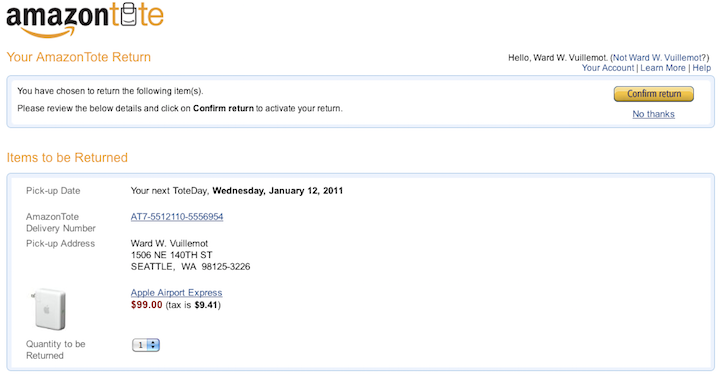 amazontote
Your AmazonTote Return
Hello, Ward W. Vuillemot. (Not Ward W. Vuillemot?)
Your Account | Learn More | Help
You have chosen to return the following item(s).
Please review the below details and click on Confirm return to activate your return.
Confirm return
No thanks
Items to be Returned
Pick-up Date Your next ToteDay, Wednesday, January 12, 2011
AmazonTote AT7-5512110-5556954
Delivery Number
Pick-up Address Ward W. Vuillemot
1506 NE 140TH ST
SEATTLE, WA 98125-3226
Apple Airport Express
$99.00 (tax is $9.41)
Quantity to be 1
Returned